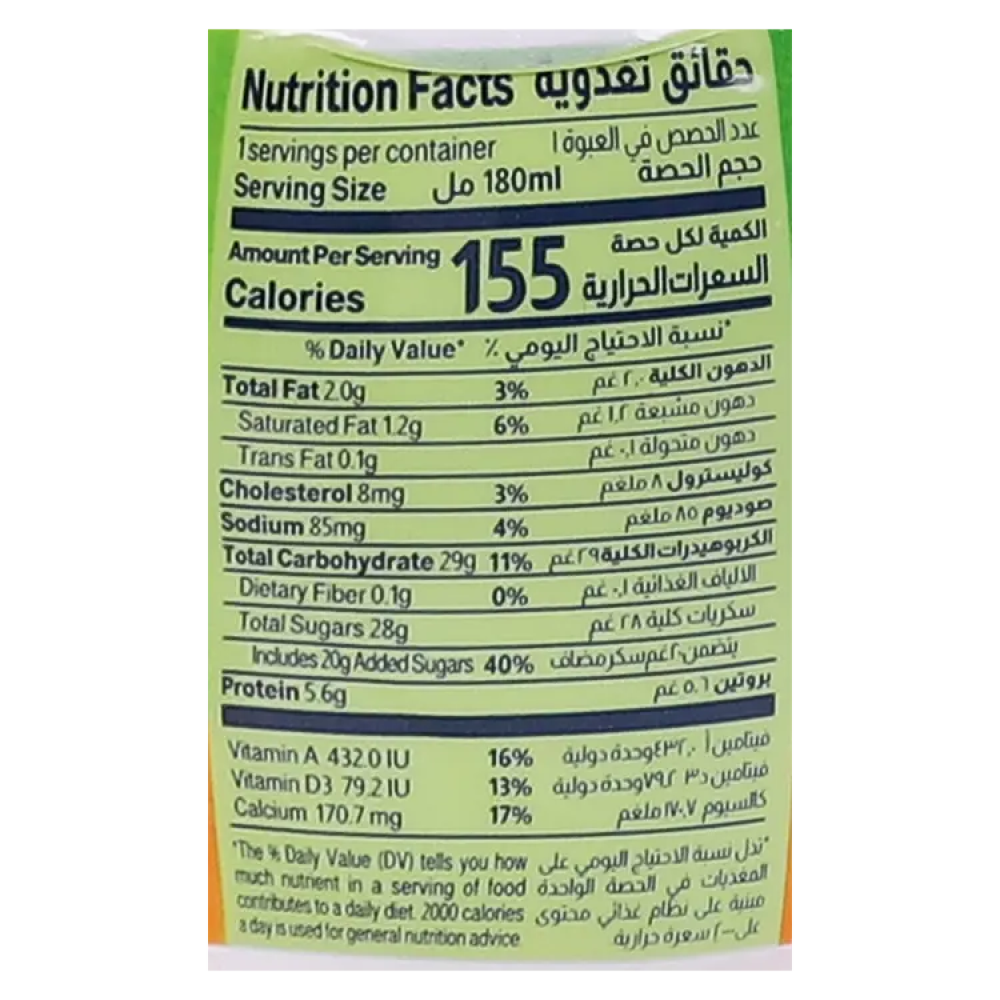 Nutrition Facts حقائق تغذوية
1 servings per container عدد الحصص في العبوة ١
Serving Size 180ml مل حجم الحصة
Amount Per Serving الكمية لكل حصة
Calories 155 السعرات الحرارية
% Daily Value* نسبة الاحتياج اليومي ٪*
Total Fat 2.0g 3% الدهون الكلية ٢,٠ غم
Saturated Fat 1.2g 6% دهون مشبعة ١,٢ غم
Trans Fat 0.1g دهون متحولة ٠,١ غم
Cholesterol 8mg 3% كوليسترول ٨ ملغم
Sodium 85mg 4% صوديوم ٨٥ ملغم
Total Carbohydrate 29g 11% الكربوهيدرات الكلية ٢٩ غم
Dietary Fiber 0.1g 0% الالياف الغذائية ٠,١ غم
Total Sugars 28g سكريات كلية ٢٨ غم
Includes 20g Added Sugars 40% يتضمن ٢٠ غم سكر مضاف
Protein 5.6g بروتين ٥,٦ غم
Vitamin A 432.0 IU 16% فيتامين أ ٤٣٢,٠ وحدة دولية
Vitamin D3 79.2 IU 13% فيتامين د٣ ٧٩,٢ وحدة دولية
Calcium 170.7 mg 17% كالسيوم ١٧٠,٧ ملغم
*The % Daily Value (DV) tells you how *تدل نسبة الاحتياج اليومي على
much nutrient in a serving of food المغذيات في الحصة الواحدة
contributes to a daily diet. 2000 calories مبنية على نظام غذائي محتوى
a day is used for general nutrition advice. على ٢٠٠٠ سعرة حرارية